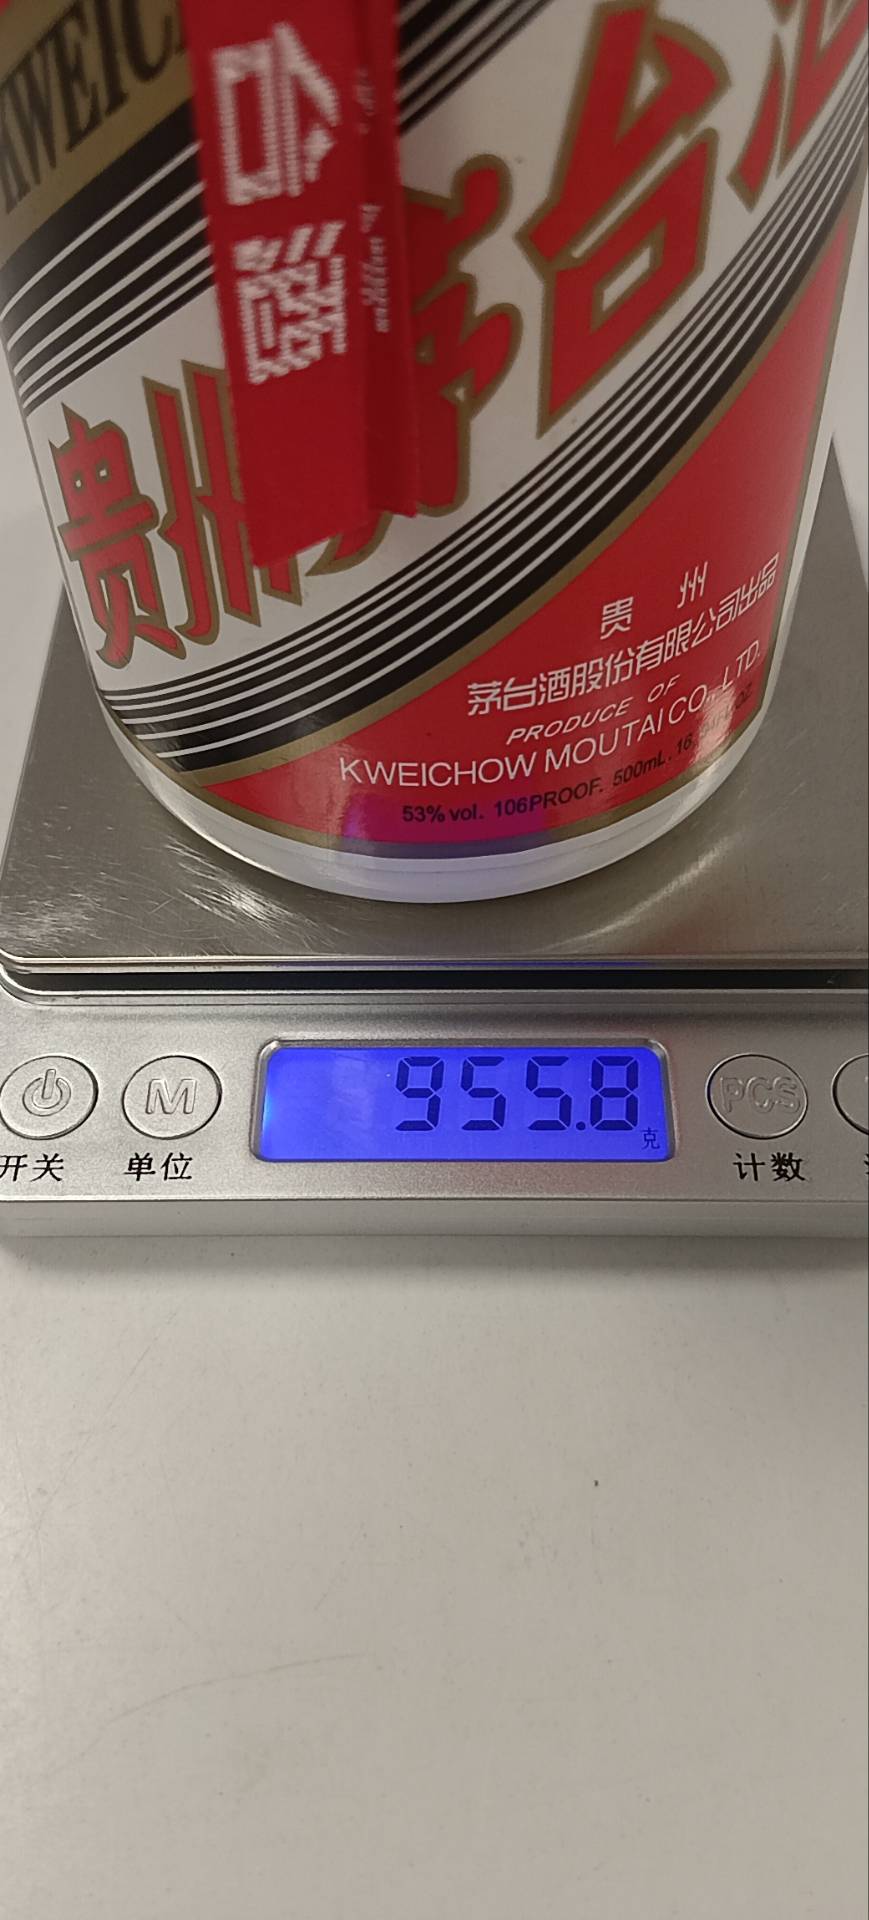 KWEIC
贵州茅台酒
贵州
茅台酒股份有限公司出品
PRODUCE OF
KWEICHOW MOUTAI CO., LTD.
53% vol. 106PROOF. 500mL. 16
955.8
克
M
PCS
开关
单位
计数